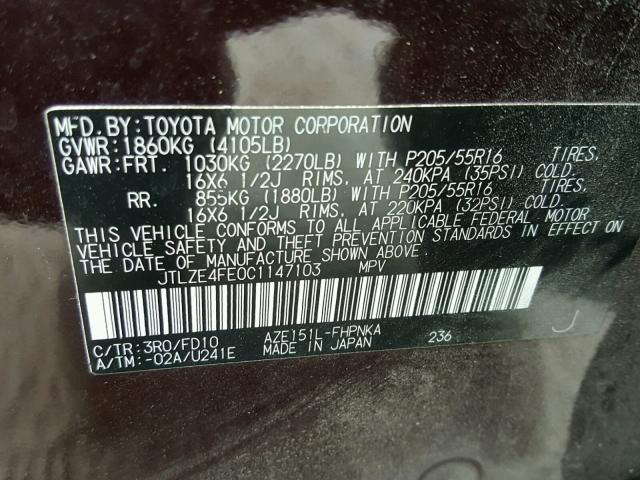 MFD. BY: TOYOTA MOTOR CORPORATION
GVWR: 1860KG (4105LB)
GAWR: FRT. 1030KG (2270LB) WITH P205/55R16 TIRES,
16X6 1/2J RIMS, AT 240KPA (35PSI) COLD.
RR. 855KG (1880LB) WITH P205/55R16 TIRES,
16X6 1/2J RIMS, AT 220KPA (32PSI) COLD.
THIS VEHICLE CONFORMS TO ALL APPLICABLE FEDERAL MOTOR
VEHICLE SAFETY AND THEFT PREVENTION STANDARDS IN EFFECT ON
THE DATE OF MANUFACTURE SHOWN ABOVE.
JTLZE4FE0C1147103 MPV
C/TR: 3R0/FD10 AZE151L-FHPNKA 236 J
A/TM: -02A/U241E MADE IN JAPAN